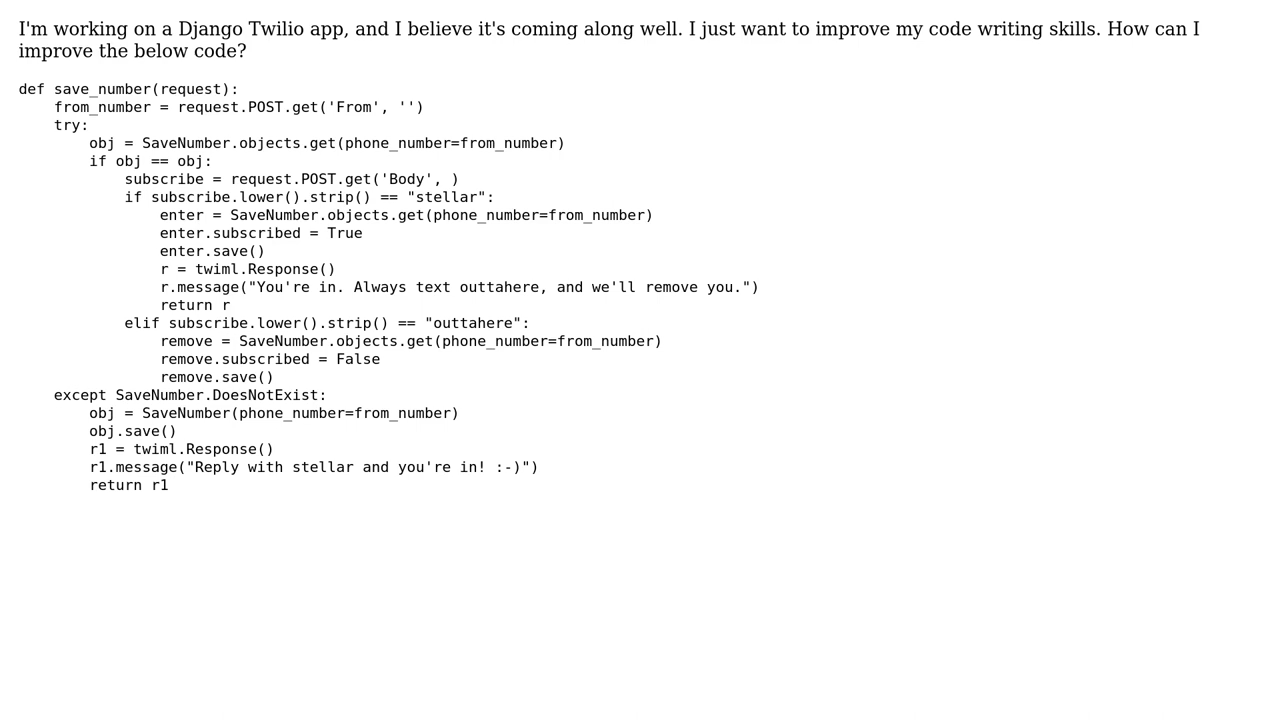 I'm working on a Django Twilio app, and I believe it's coming along well. I just want to improve my code writing skills. How can I
improve the below code?
def save_number(request):
    from_number = request.POST.get('From', '')
    try:
        obj = SaveNumber.objects.get(phone_number=from_number)
        if obj == obj:
            subscribe = request.POST.get('Body', )
            if subscribe.lower().strip() == "stellar":
                enter = SaveNumber.objects.get(phone_number=from_number)
                enter.subscribed = True
                enter.save()
                r = twiml.Response()
                r.message("You're in. Always text outtahere, and we'll remove you.")
                return r
            elif subscribe.lower().strip() == "outtahere":
                remove = SaveNumber.objects.get(phone_number=from_number)
                remove.subscribed = False
                remove.save()
    except SaveNumber.DoesNotExist:
        obj = SaveNumber(phone_number=from_number)
        obj.save()
        r1 = twiml.Response()
        r1.message("Reply with stellar and you're in! :-)")
        return r1